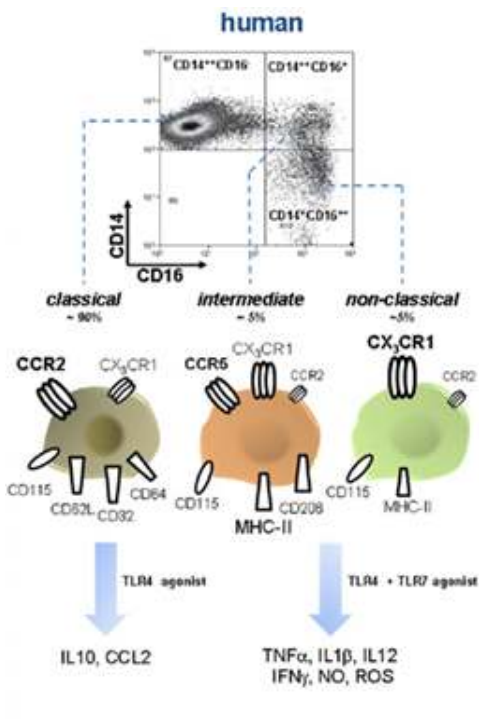 human
CD14⁺⁺CD16⁻ CD14⁺⁺CD16⁺
CD14⁺CD16⁺⁺
CD14
CD16
classical intermediate non-classical
~ 90% ~ 5% ~5%
CCR2 CX₃CR1 CCR5 CX₃CR1 CCR2 CX₃CR1 CCR2
CD115 CD62L CD32 CD64 CD115 MHC-II CD206 CD115 MHC-II
TLR4 agonist TLR4 + TLR7 agonist
IL10, CCL2 TNFα, IL1β, IL12
IFNγ, NO, ROS